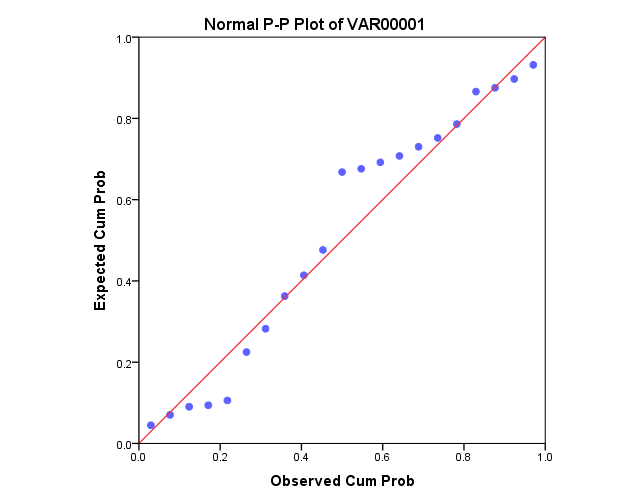 Normal P-P Plot of VAR00001
1.0
0.8
0.6
0.4
0.2
0.0
Expected Cum Prob
0.0 0.2 0.4 0.6 0.8 1.0
Observed Cum Prob